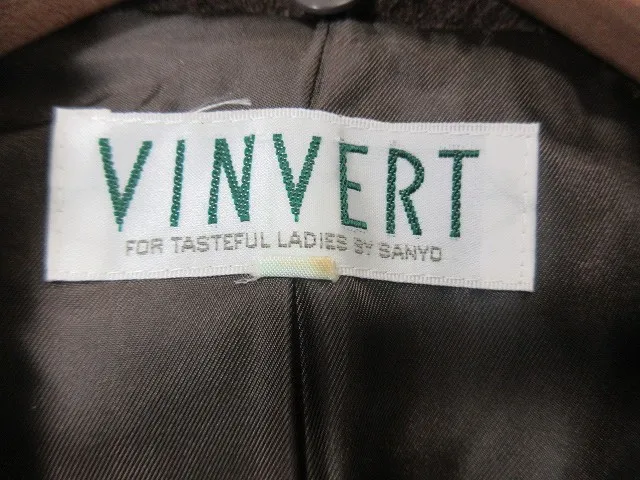 VINVERT
FOR TASTEFUL LADIES BY SANYO